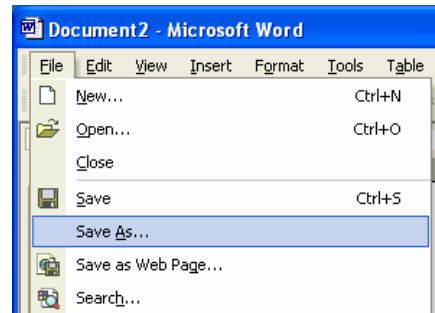 Document2 - Microsoft Word
File Edit View Insert Format Tools Table
New... Ctrl+N
Open... Ctrl+O
Close
Save Ctrl+S
Save As...
Save as Web Page...
Search...